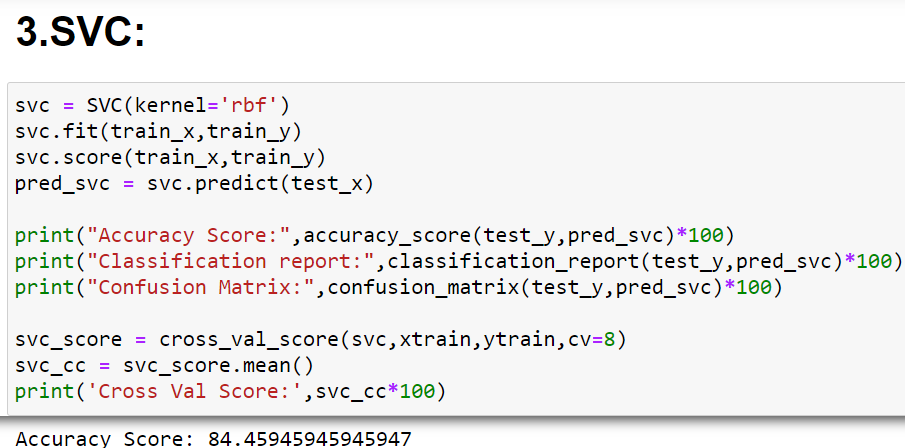 3.SVC:
svc = SVC(kernel='rbf')
svc.fit(train_x,train_y)
svc.score(train_x,train_y)
pred_svc = svc.predict(test_x)
print("Accuracy Score:",accuracy_score(test_y,pred_svc)*100)
print("Classification report:",classification_report(test_y,pred_svc)*100)
print("Confusion Matrix:",confusion_matrix(test_y,pred_svc)*100)
svc_score = cross_val_score(svc,xtrain,ytrain,cv=8)
svc_cc = svc_score.mean()
print('Cross Val Score:',svc_cc*100)
Accuracy Score: 84.45945945945947